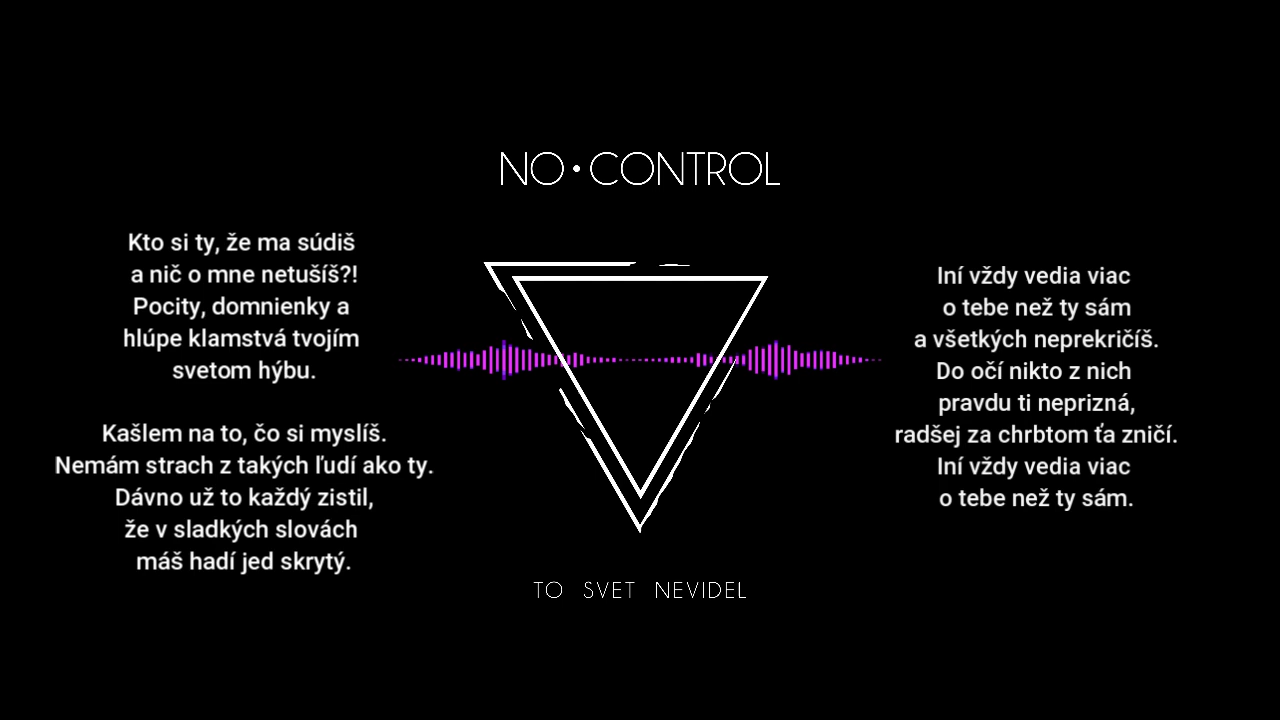 NO•CONTROL
Kto si ty, že ma súdiš
a nič o mne netušíš?!
Pocity, domnienky a
hlúpe klamstvá tvojím
svetom hýbu.
Kašlem na to, čo si myslíš.
Nemám strach z takých ľudí ako ty.
Dávno už to každý zistil,
že v sladkých slovách
máš hadí jed skrytý.
Iní vždy vedia viac
o tebe než ty sám
a všetkých neprekričíš.
Do očí nikto z nich
pravdu ti neprizná,
radšej za chrbtom ťa zničí.
Iní vždy vedia viac
o tebe než ty sám.
TO SVET NEVIDEL